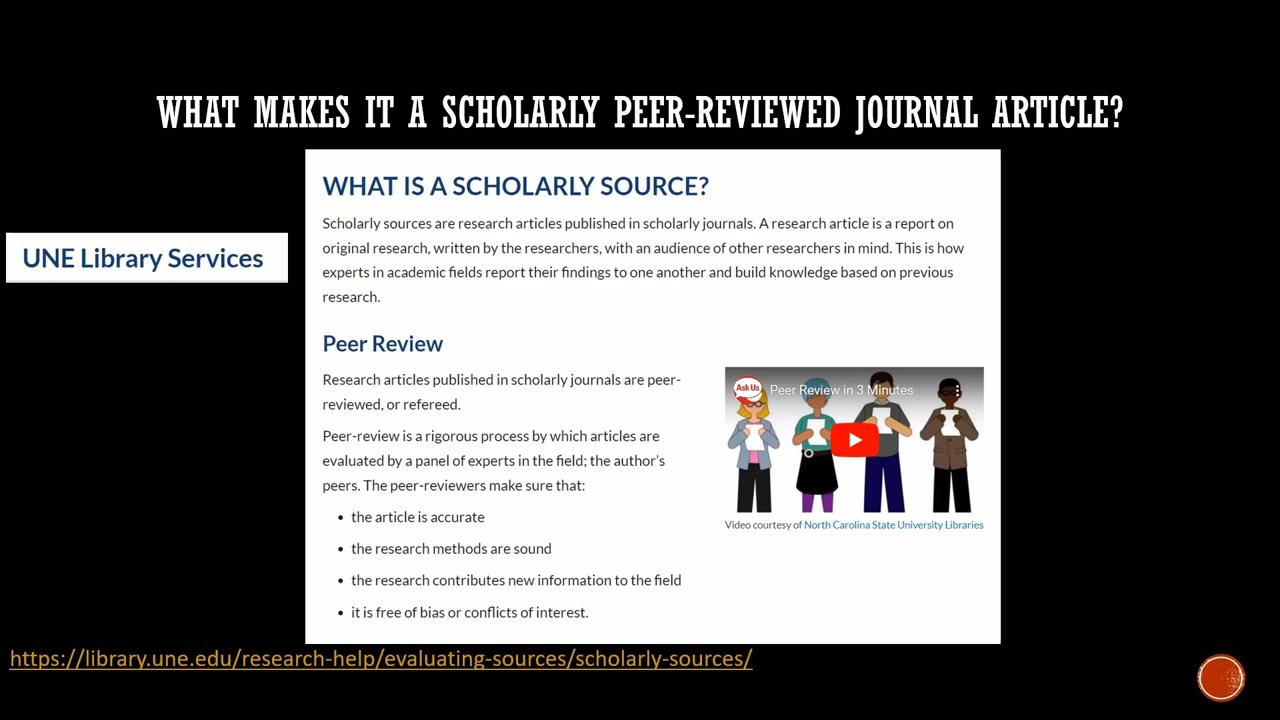 WHAT MAKES IT A SCHOLARLY PEER-REVIEWED JOURNAL ARTICLE?
UNE Library Services
WHAT IS A SCHOLARLY SOURCE?
Scholarly sources are research articles published in scholarly journals. A research article is a report on
original research, written by the researchers, with an audience of other researchers in mind. This is how
experts in academic fields report their findings to one another and build knowledge based on previous
research.
Peer Review
Research articles published in scholarly journals are peer-
reviewed, or refereed.
Peer-review is a rigorous process by which articles are
evaluated by a panel of experts in the field; the author's
peers. The peer-reviewers make sure that:
• the article is accurate
• the research methods are sound
• the research contributes new information to the field
• it is free of bias or conflicts of interest.
Ask Us
Peer Review in 3 Minutes
Video courtesy of North Carolina State University Libraries
https://library.une.edu/research-help/evaluating-sources/scholarly-sources/